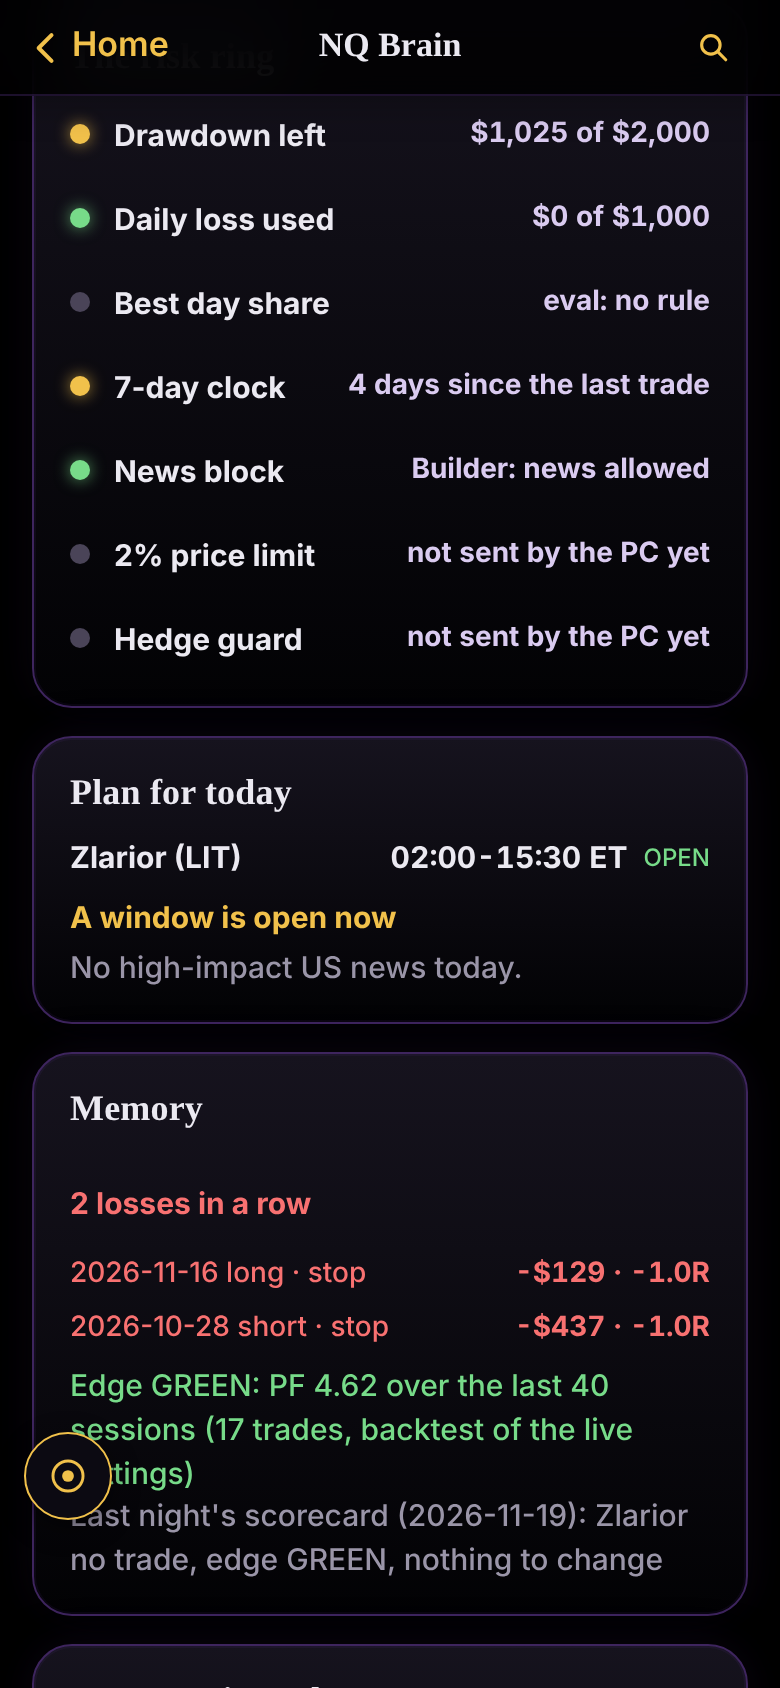 Home
NQ Brain
The risk ring
Drawdown left $1,025 of $2,000
Daily loss used $0 of $1,000
Best day share eval: no rule
7-day clock 4 days since the last trade
News block Builder: news allowed
2% price limit not sent by the PC yet
Hedge guard not sent by the PC yet
Plan for today
Zlarior (LIT) 02:00-15:30 ET OPEN
A window is open now
No high-impact US news today.
Memory
2 losses in a row
2026-11-16 long · stop -$129 · -1.0R
2026-10-28 short · stop -$437 · -1.0R
Edge GREEN: PF 4.62 over the last 40
sessions (17 trades, backtest of the live
Last night's scorecard (2026-11-19): Zlarior
no trade, edge GREEN, nothing to change